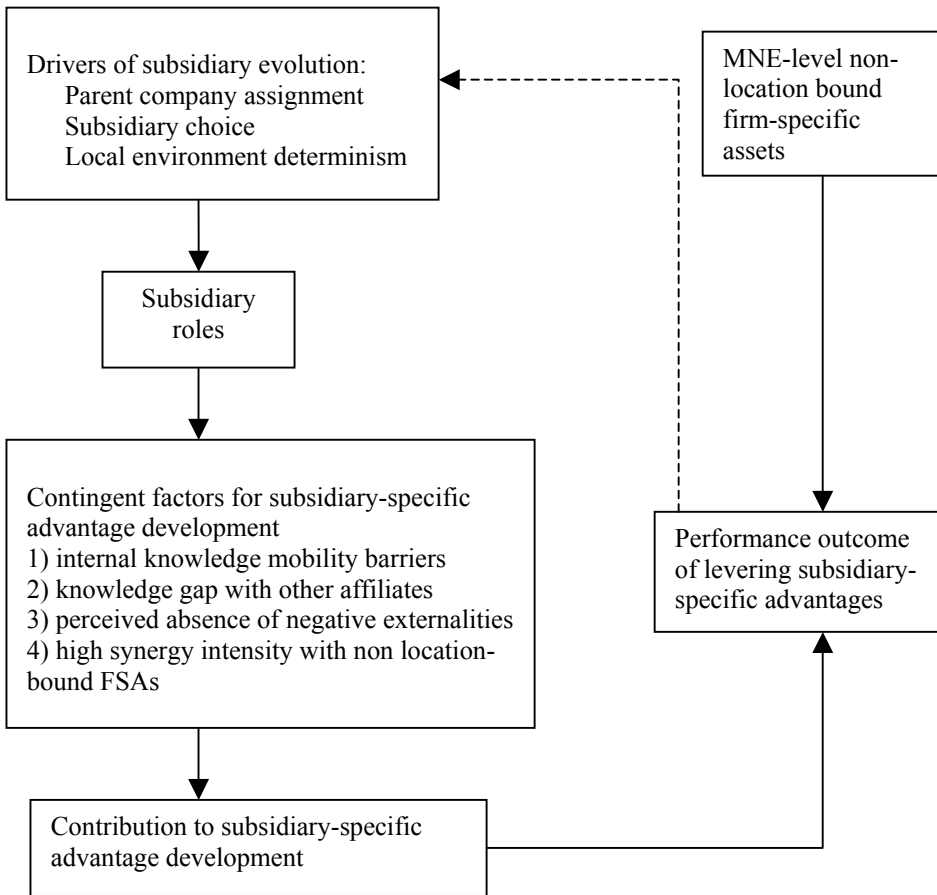 Drivers of subsidiary evolution:
Parent company assignment
Subsidiary choice
Local environment determinism
MNE-level non-
location bound
firm-specific
assets
Subsidiary
roles
Contingent factors for subsidiary-specific
advantage development
1) internal knowledge mobility barriers
2) knowledge gap with other affiliates
3) perceived absence of negative externalities
4) high synergy intensity with non location-
bound FSAs
Performance outcome
of levering subsidiary-
specific advantages
Contribution to subsidiary-specific
advantage development